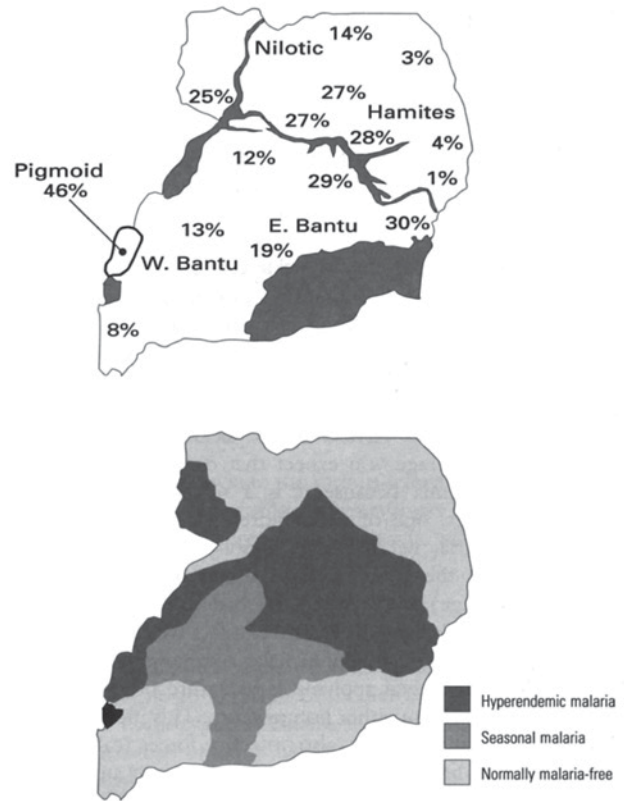 14%
Nilotic
3%
25%
27%
27%
Hamites
28%
4%
12%
Pigmoid
46%
29%
1%
13%
E. Bantu
30%
W. Bantu
19%
8%
Hyperendemic malaria
Seasonal malaria
Normally malaria-free